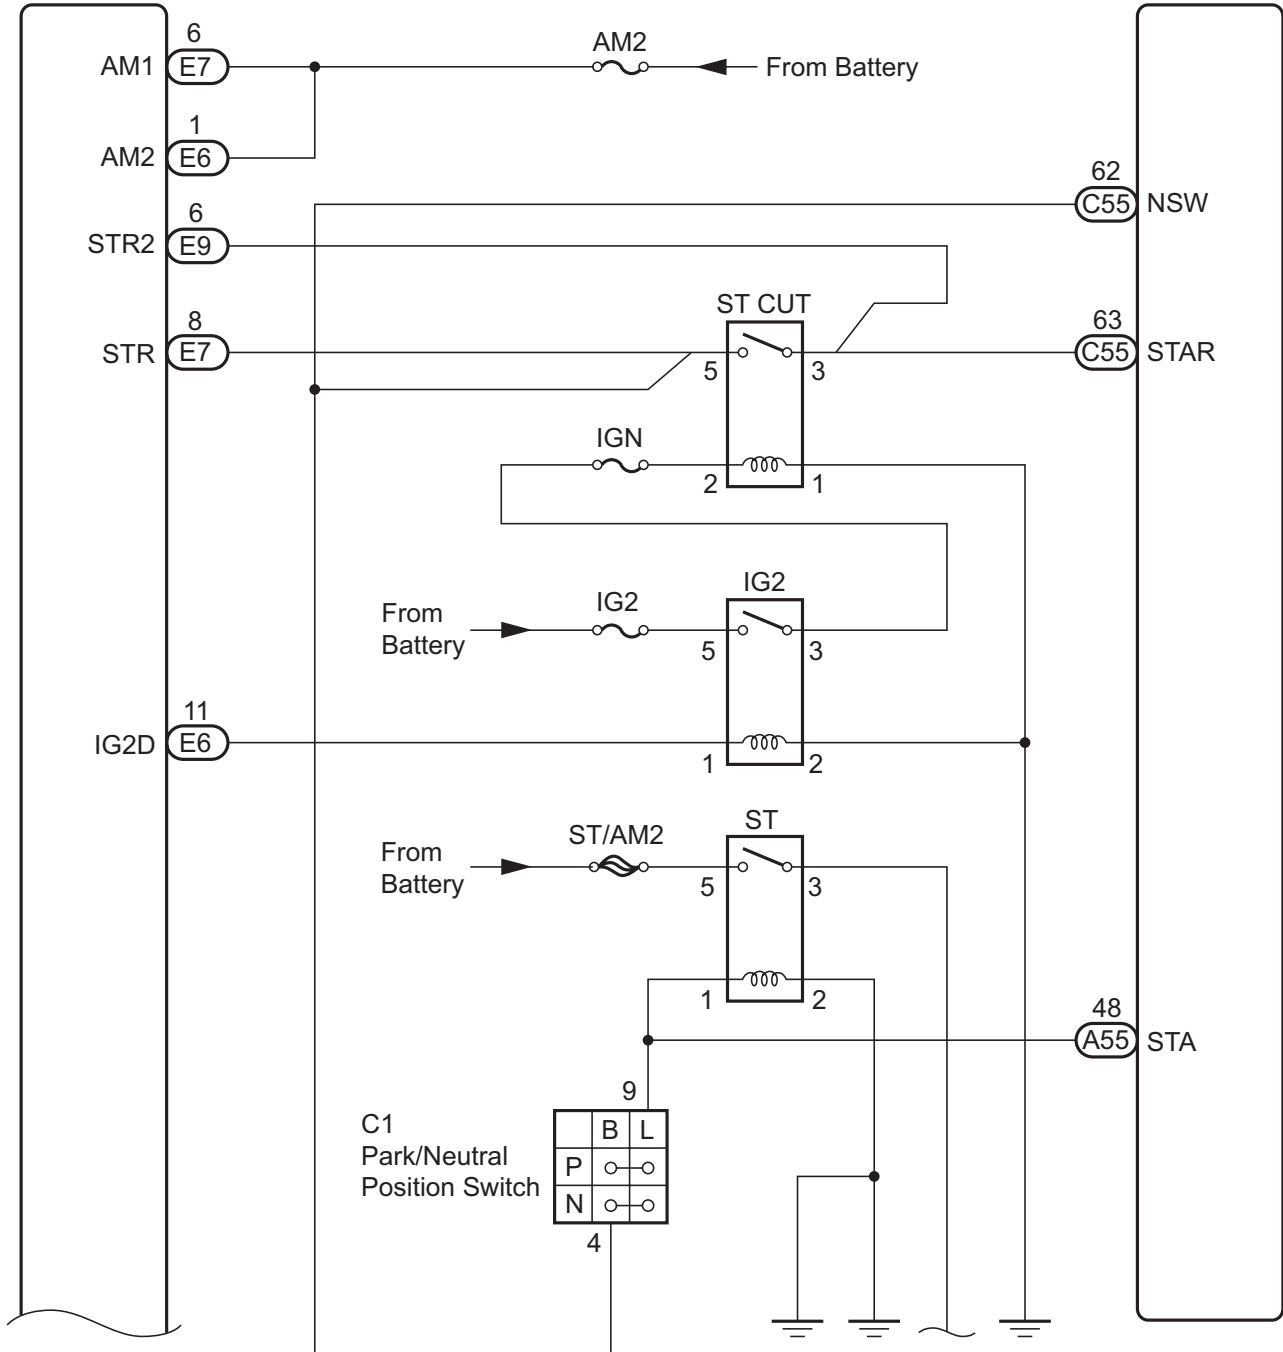 6
AM2
AM1
E7
From Battery
1
AM2
E6
62
C55
NSW
6
STR2
E9
ST CUT
8
63
STR
E7
C55
STAR
5
3
IGN
2
1
IG2
From
Battery
IG2
5
3
11
IG2D
E6
1
2
ST
ST/AM2
From
Battery
5
3
1
2
48
A55
STA
9
C1
Park/Neutral
Position Switch
B L
P
N
4